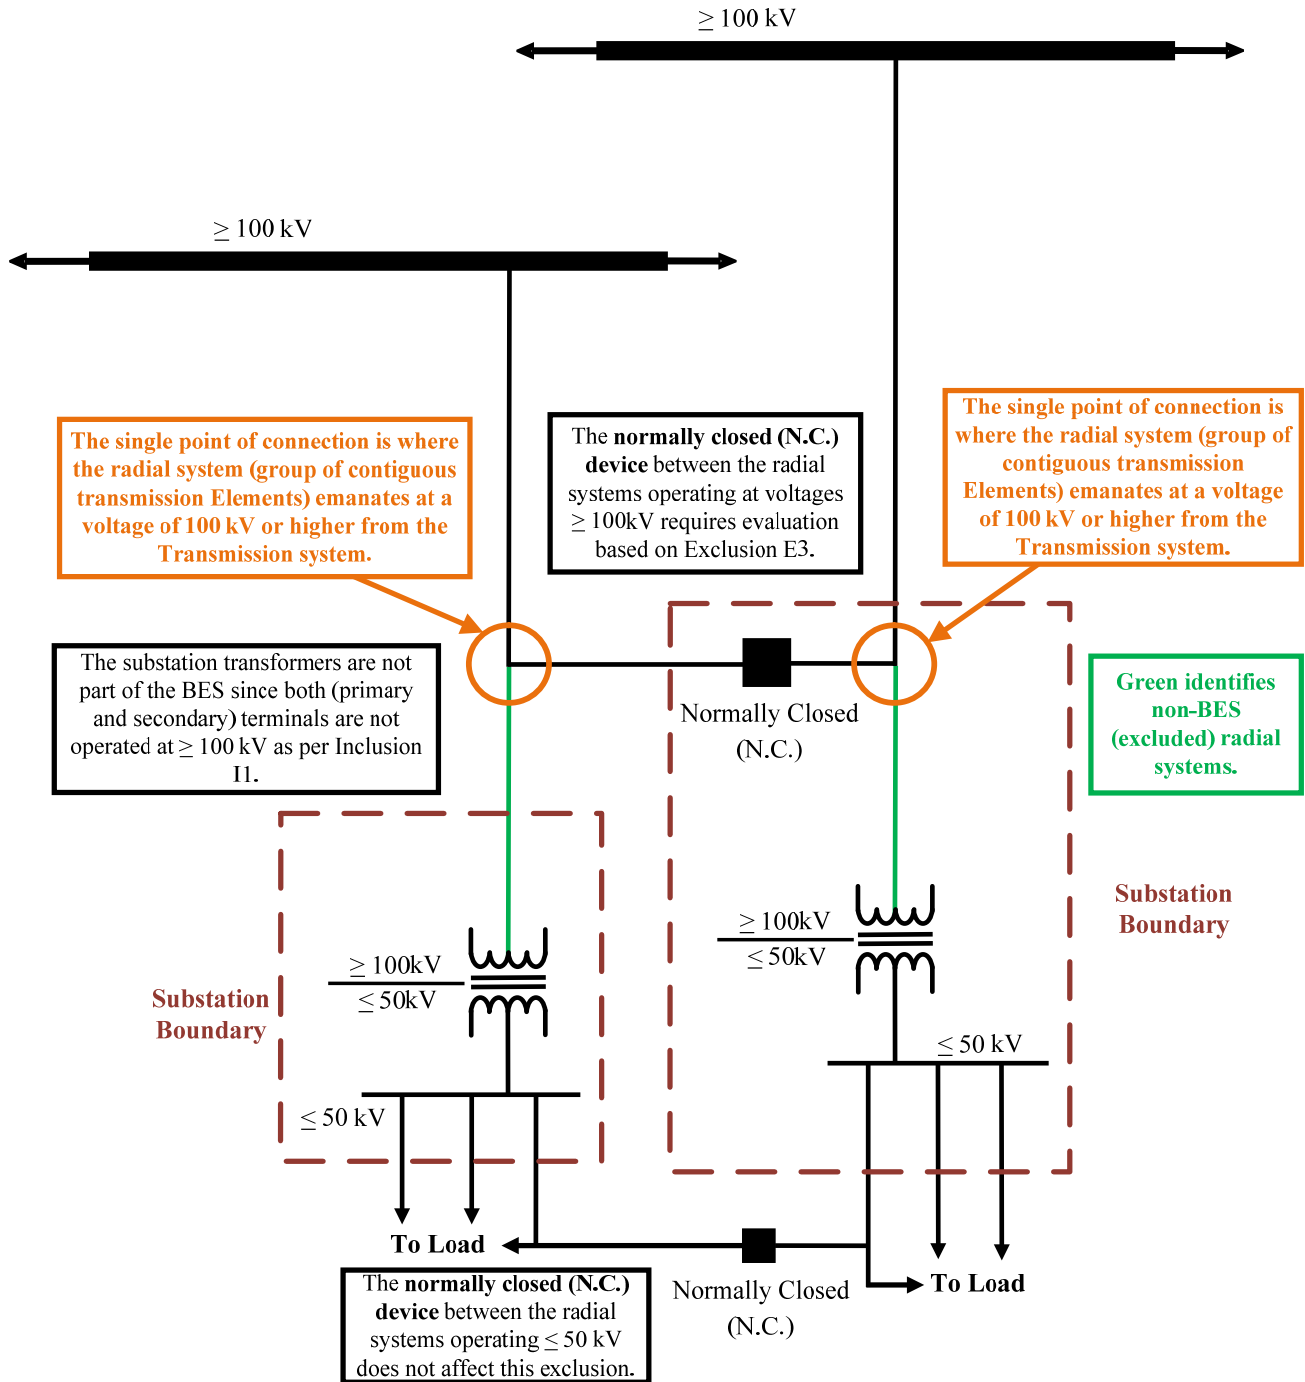 ≥ 100 kV
≥ 100 kV
The single point of connection is where
the radial system (group of contiguous
transmission Elements) emanates at a
voltage of 100 kV or higher from the
Transmission system.
The normally closed (N.C.)
device between the radial
systems operating at voltages
≥ 100kV requires evaluation
based on Exclusion E3.
The single point of connection is
where the radial system (group of
contiguous transmission
Elements) emanates at a voltage
of 100 kV or higher from the
Transmission system.
The substation transformers are not
part of the BES since both (primary
and secondary) terminals are not
operated at ≥ 100 kV as per Inclusion
I1.
Normally Closed
(N.C.)
Green identifies
non-BES
(excluded) radial
systems.
≥ 100kV
≤ 50kV
Substation
Boundary
≥ 100kV
≤ 50kV
Substation
Boundary
≤ 50 kV
≤ 50 kV
To Load
Normally Closed
(N.C.)
To Load
The normally closed (N.C.)
device between the radial
systems operating ≤ 50 kV
does not affect this exclusion.